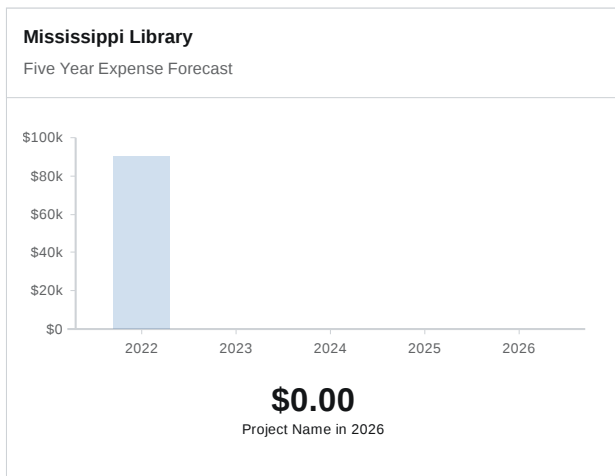 Mississippi Library
Five Year Expense Forecast
$100k
$80k
$60k
$40k
$20k
$0
2022 2023 2024 2025 2026
$0.00
Project Name in 2026